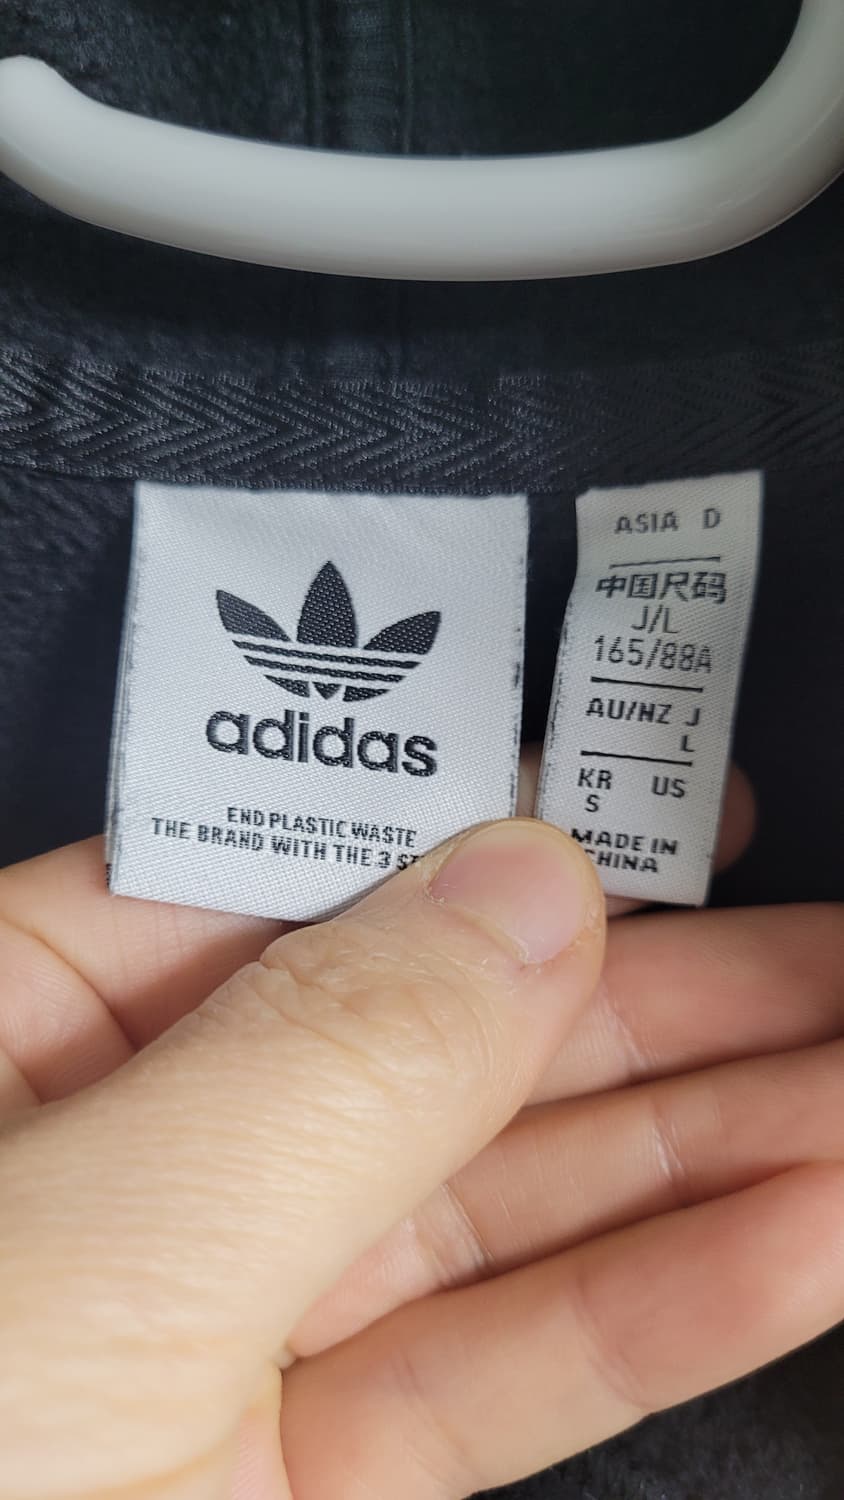 adidas
END PLASTIC WASTE
THE BRAND WITH THE 3
ASIA D
中国尺码
J/L
165/88A
AU/NZ J
L
KR US
S
MADE IN
CHINA